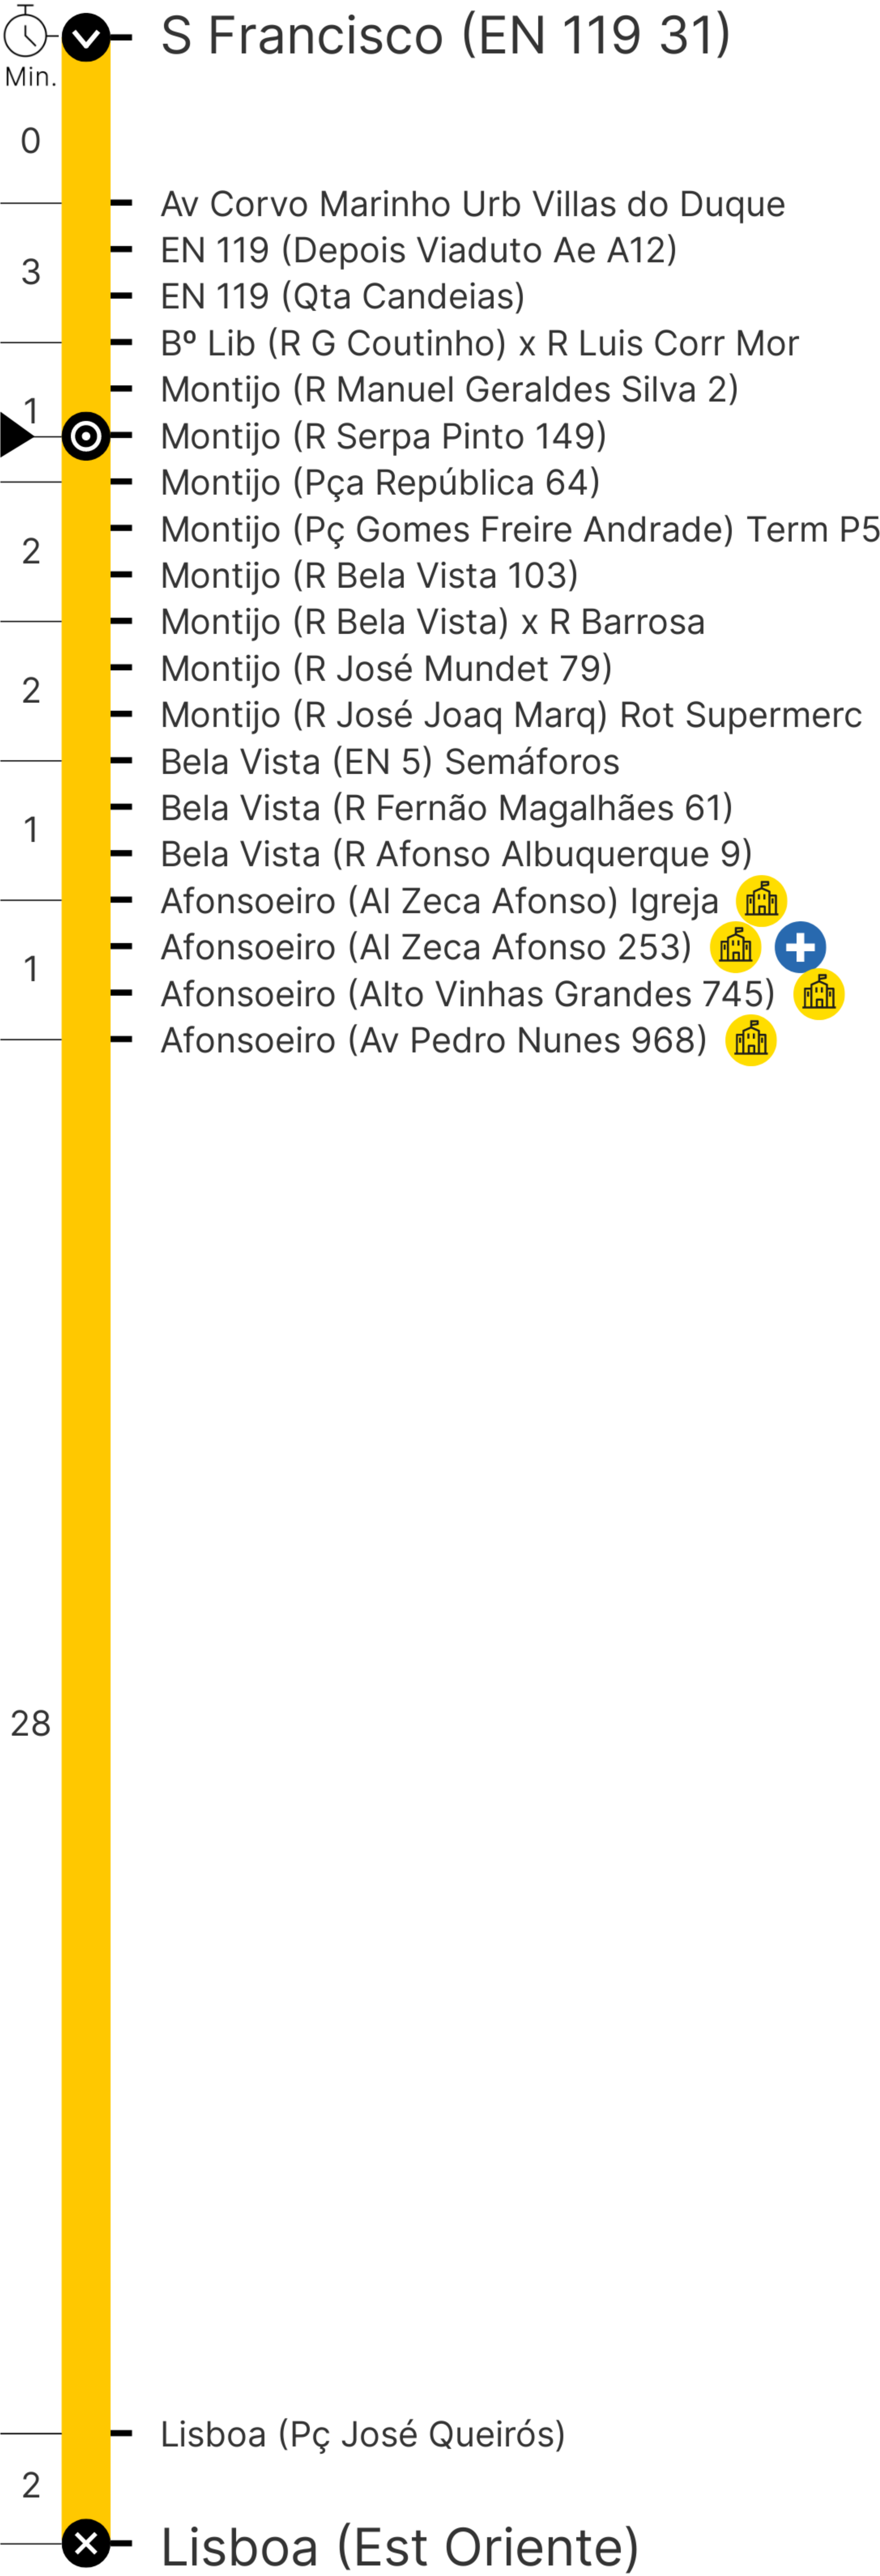 S Francisco (EN 119 31)
Min.
0
Av Corvo Marinho Urb Villas do Duque
EN 119 (Depois Viaduto Ae A12)
3
EN 119 (Qta Candeias)
Bº Lib (R G Coutinho) x R Luis Corr Mor
Montijo (R Manuel Geraldes Silva 2)
1
Montijo (R Serpa Pinto 149)
Montijo (Pça República 64)
Montijo (Pç Gomes Freire Andrade) Term P5
2
Montijo (R Bela Vista 103)
Montijo (R Bela Vista) x R Barrosa
Montijo (R José Mundet 79)
2
Montijo (R José Joaq Marq) Rot Supermerc
Bela Vista (EN 5) Semáforos
Bela Vista (R Fernão Magalhães 61)
1
Bela Vista (R Afonso Albuquerque 9)
Afonsoeiro (Al Zeca Afonso) Igreja
Afonsoeiro (Al Zeca Afonso 253)
1
Afonsoeiro (Alto Vinhas Grandes 745)
Afonsoeiro (Av Pedro Nunes 968)
28
Lisboa (Pç José Queirós)
2
Lisboa (Est Oriente)